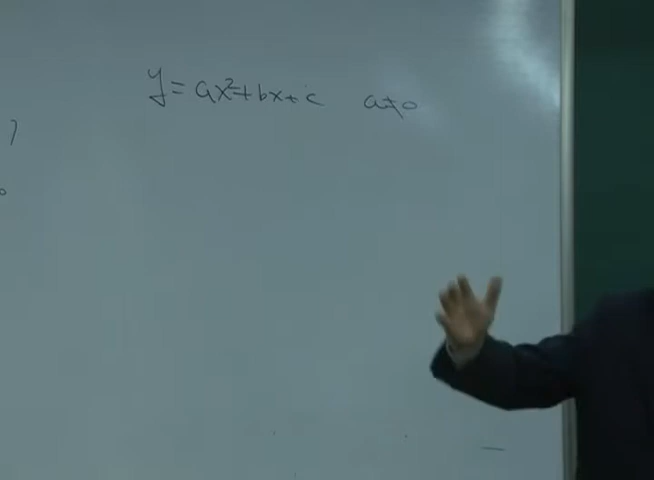 y = ax²+bx+c a≠0